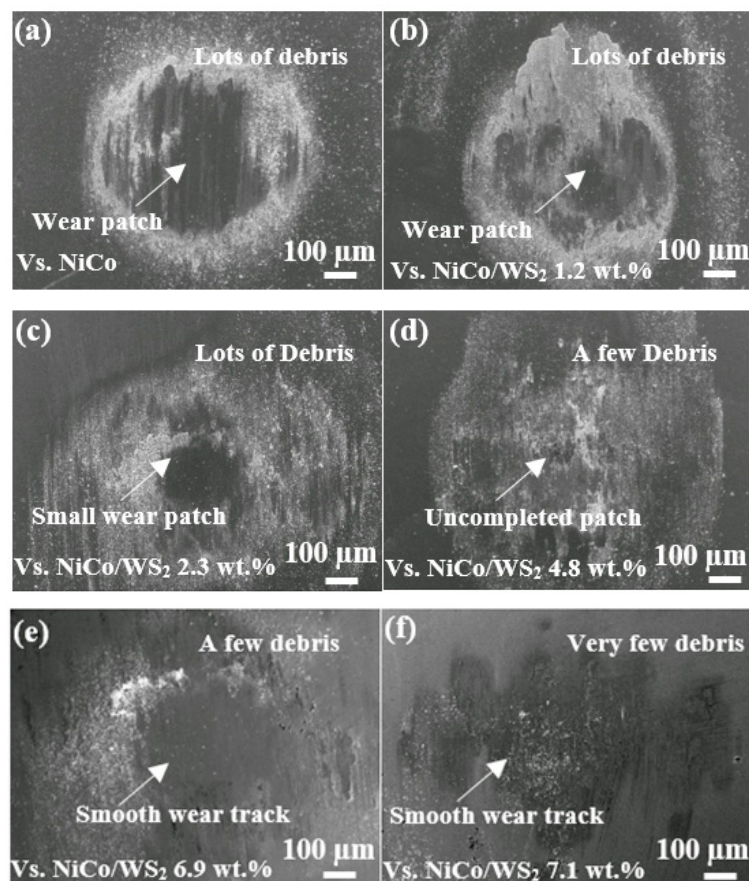 (a)
Lots of debris
Wear patch
Vs. NiCo
100 μm
(b)
Lots of debris
Wear patch
100 μm
Vs. NiCo/WS₂ 1.2 wt.%
(c)
Lots of Debris
Small wear patch
100 μm
Vs. NiCo/WS₂ 2.3 wt.%
(d)
A few Debris
Uncompleted patch
100 μm
Vs. NiCo/WS₂ 4.8 wt.%
(e)
A few debris
Smooth wear track
100 μm
Vs. NiCo/WS₂ 6.9 wt.%
(f)
Very few debris
Smooth wear track
100 μm
Vs. NiCo/WS₂ 7.1 wt.%